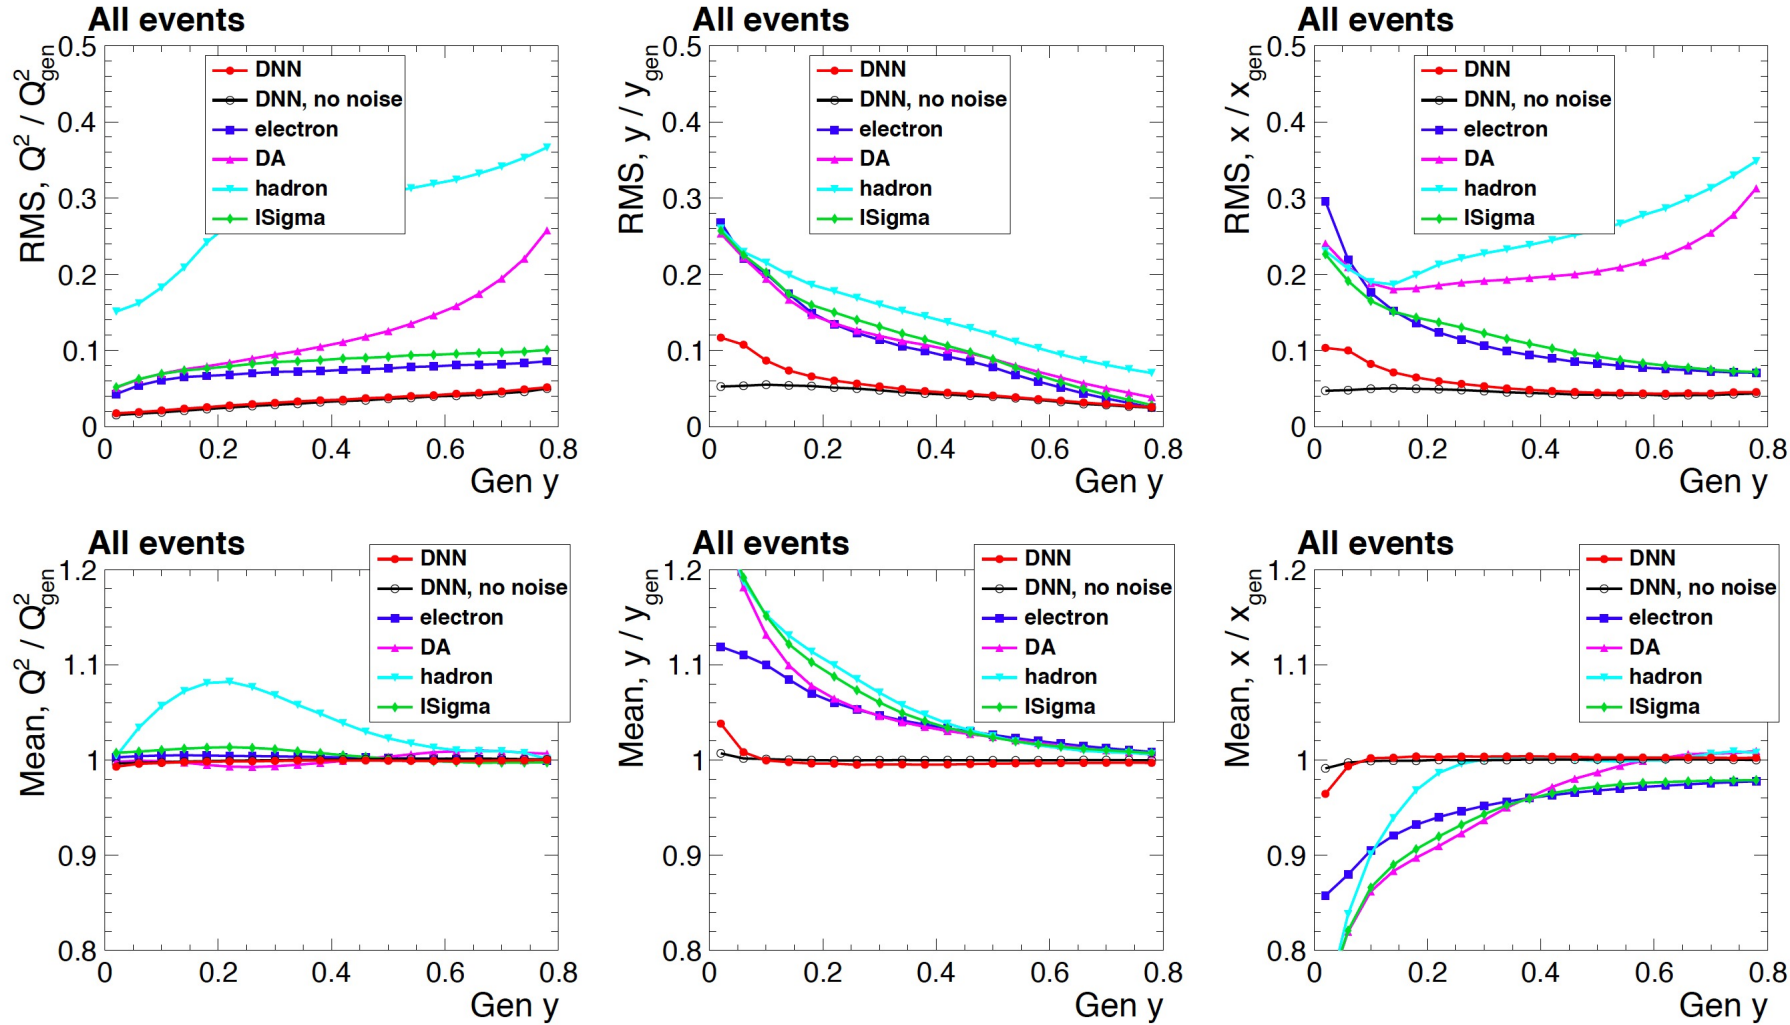 All events
RMS, Q² / Q²gen
0.5
0.4
0.3
0.2
0.1
0
DNN
DNN, no noise
electron
DA
hadron
ISigma
0 0.2 0.4 0.6 0.8
Gen y
All events
RMS, y / ygen
0.5
0.4
0.3
0.2
0.1
0
DNN
DNN, no noise
electron
DA
hadron
ISigma
0 0.2 0.4 0.6 0.8
Gen y
All events
RMS, x / xgen
0.5
0.4
0.3
0.2
0.1
0
DNN
DNN, no noise
electron
DA
hadron
ISigma
0 0.2 0.4 0.6 0.8
Gen y
All events
Mean, Q² / Q²gen
1.2
1.1
1
0.9
0.8
DNN
DNN, no noise
electron
DA
hadron
ISigma
0 0.2 0.4 0.6 0.8
Gen y
All events
Mean, y / ygen
1.2
1.1
1
0.9
0.8
DNN
DNN, no noise
electron
DA
hadron
ISigma
0 0.2 0.4 0.6 0.8
Gen y
All events
Mean, x / xgen
1.2
1.1
1
0.9
0.8
DNN
DNN, no noise
electron
DA
hadron
ISigma
0 0.2 0.4 0.6 0.8
Gen y